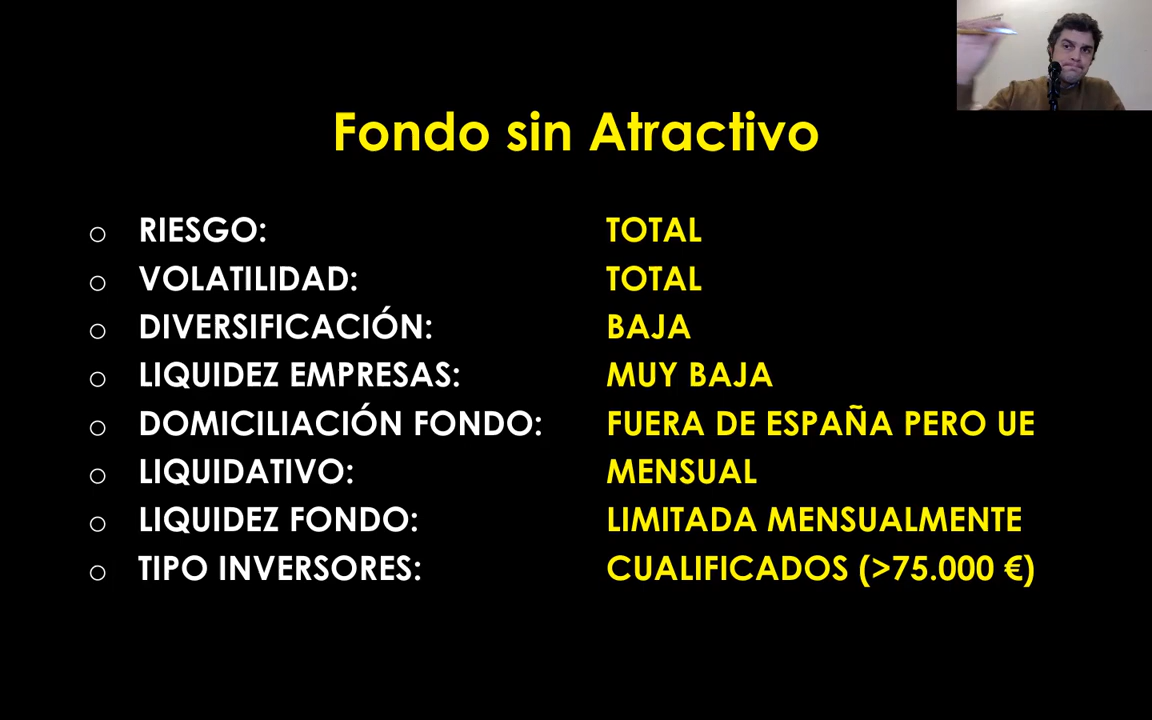 Fondo sin Atractivo
RIESGO: TOTAL
VOLATILIDAD: TOTAL
DIVERSIFICACIÓN: BAJA
LIQUIDEZ EMPRESAS: MUY BAJA
DOMICILIACIÓN FONDO: FUERA DE ESPAÑA PERO UE
LIQUIDATIVO: MENSUAL
LIQUIDEZ FONDO: LIMITADA MENSUALMENTE
TIPO INVERSORES: CUALIFICADOS (>75.000 €)